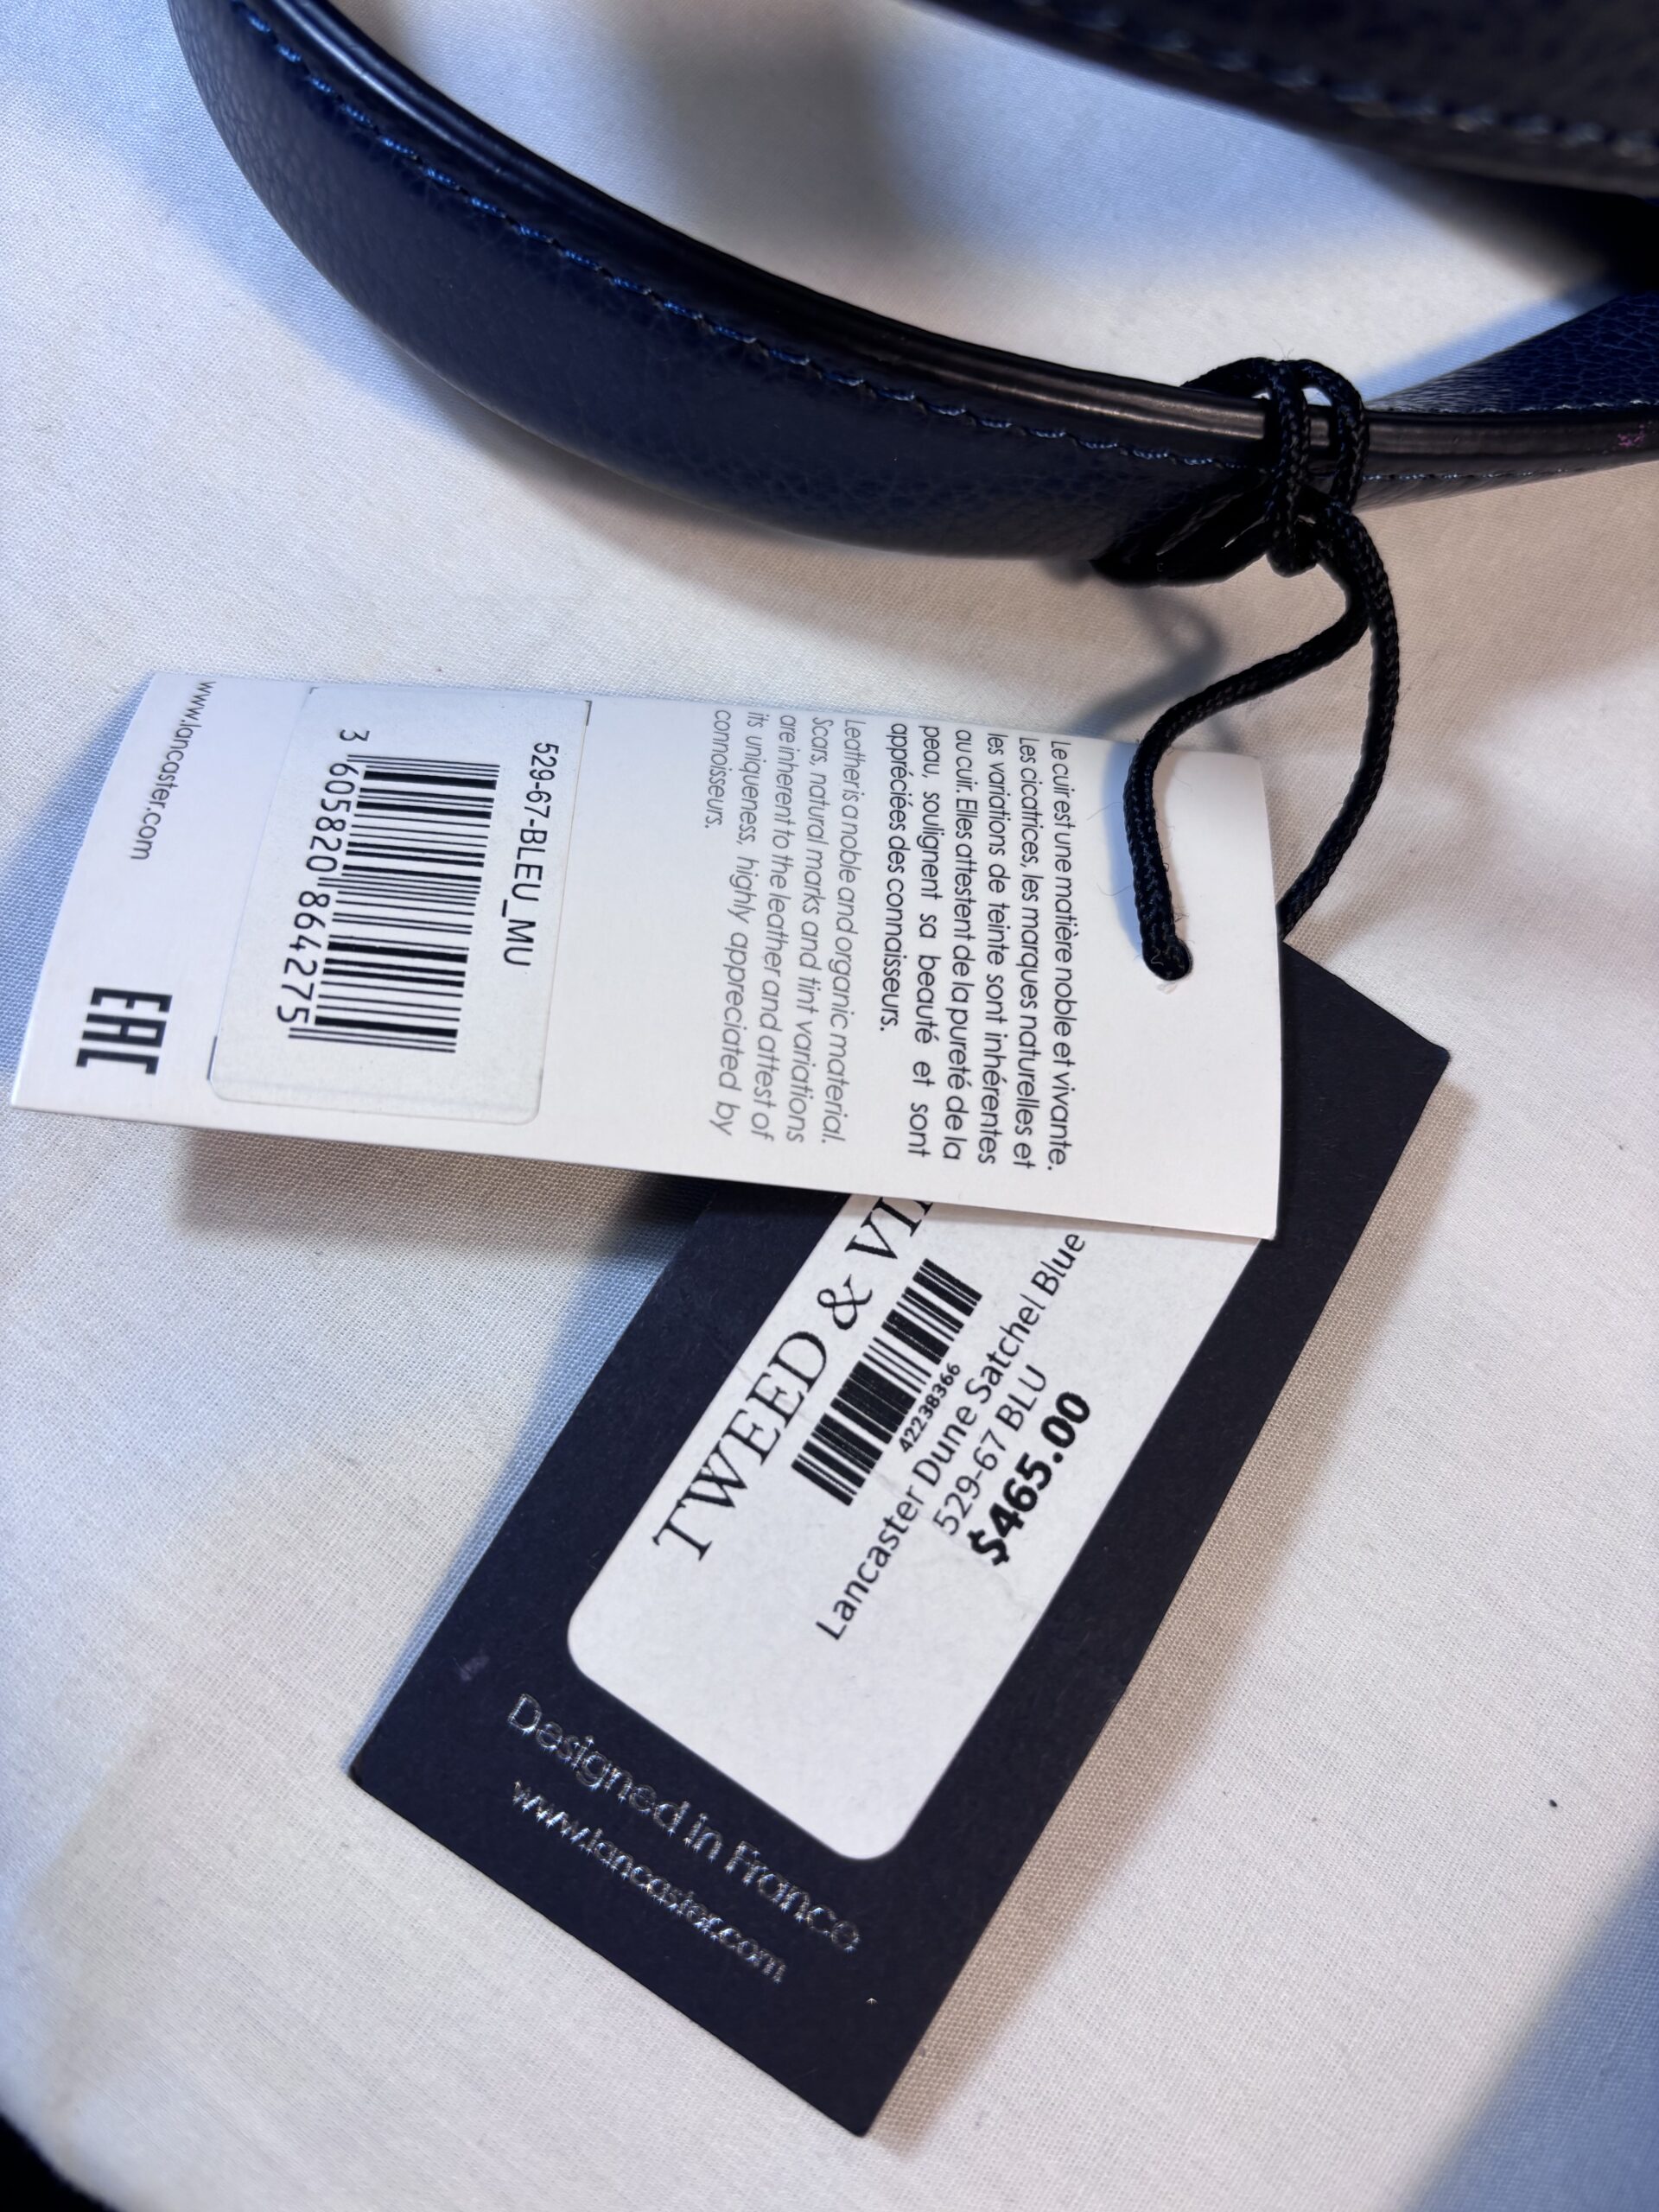 Le cuir est une matière noble et vivante.
Les cicatrices, les marques naturelles et
les variations de teinte sont inhérentes
au cuir. Elles attestent de la pureté de la
peau, soulignent sa beauté et sont
appréciées des connaisseurs.
Leather is a noble and organic material.
Scars, natural marks and tint variations
are inherent to the leather and attest of
its uniqueness, highly appreciated by
connoisseurs.
529-67-BLEU_MU
3 605820 864275
www.lancaster.com
EAC
TWEED &
42238366
Lancaster Dune Satchel Blue
529-67 BLU
$465.00
Designed in France
www.lancaster.com